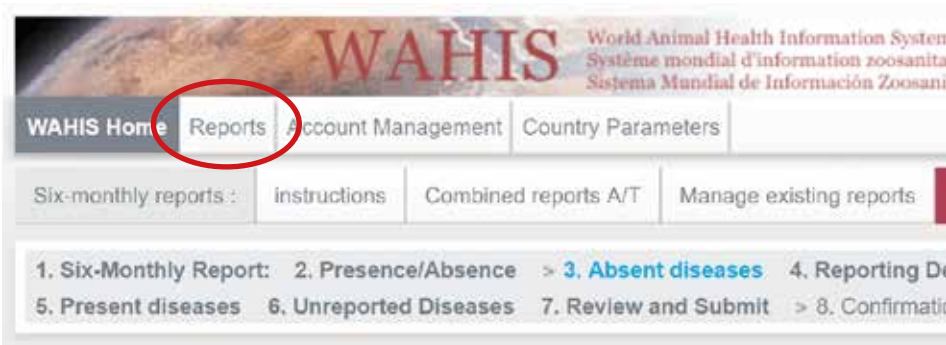 WAHIS
World Animal Health Information System
Système mondial d'information zoosanita
Sistema Mundial de Información Zoosani
WAHIS Home Reports Account Management Country Parameters
Six-monthly reports : instructions Combined reports A/T Manage existing reports
1. Six-Monthly Report: 2. Presence/Absence > 3. Absent diseases 4. Reporting De
5. Present diseases 6. Unreported Diseases 7. Review and Submit > 8. Confirmatio